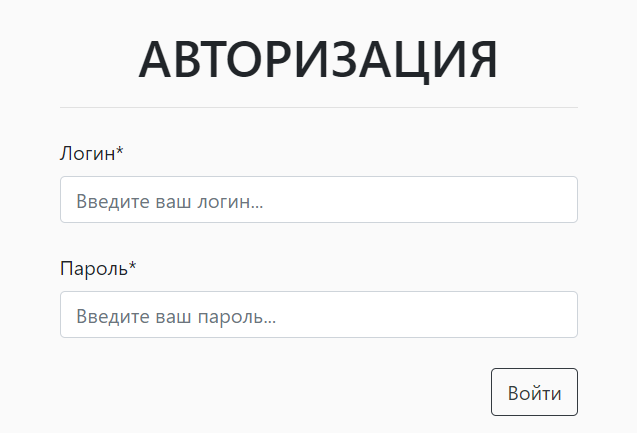 АВТОРИЗАЦИЯ
Логин*
Введите ваш логин...
Пароль*
Введите ваш пароль...
Войти